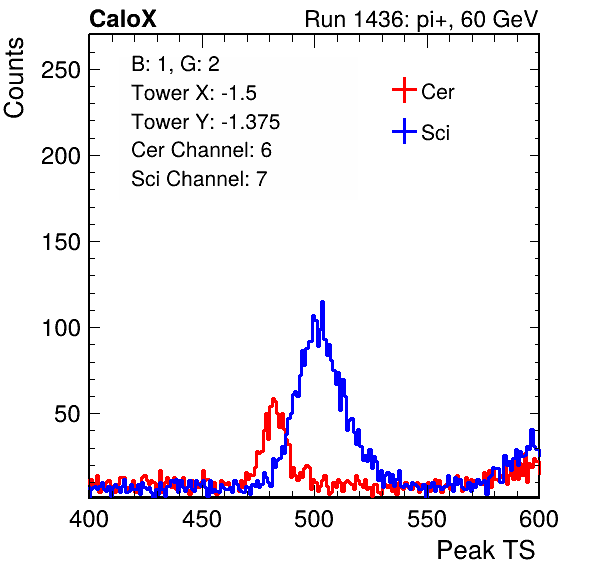 CaloX
Run 1436: pi+, 60 GeV
Counts
B: 1, G: 2
Tower X: -1.5
Tower Y: -1.375
Cer Channel: 6
Sci Channel: 7
Cer
Sci
250
200
150
100
50
400 450 500 550 600
Peak TS